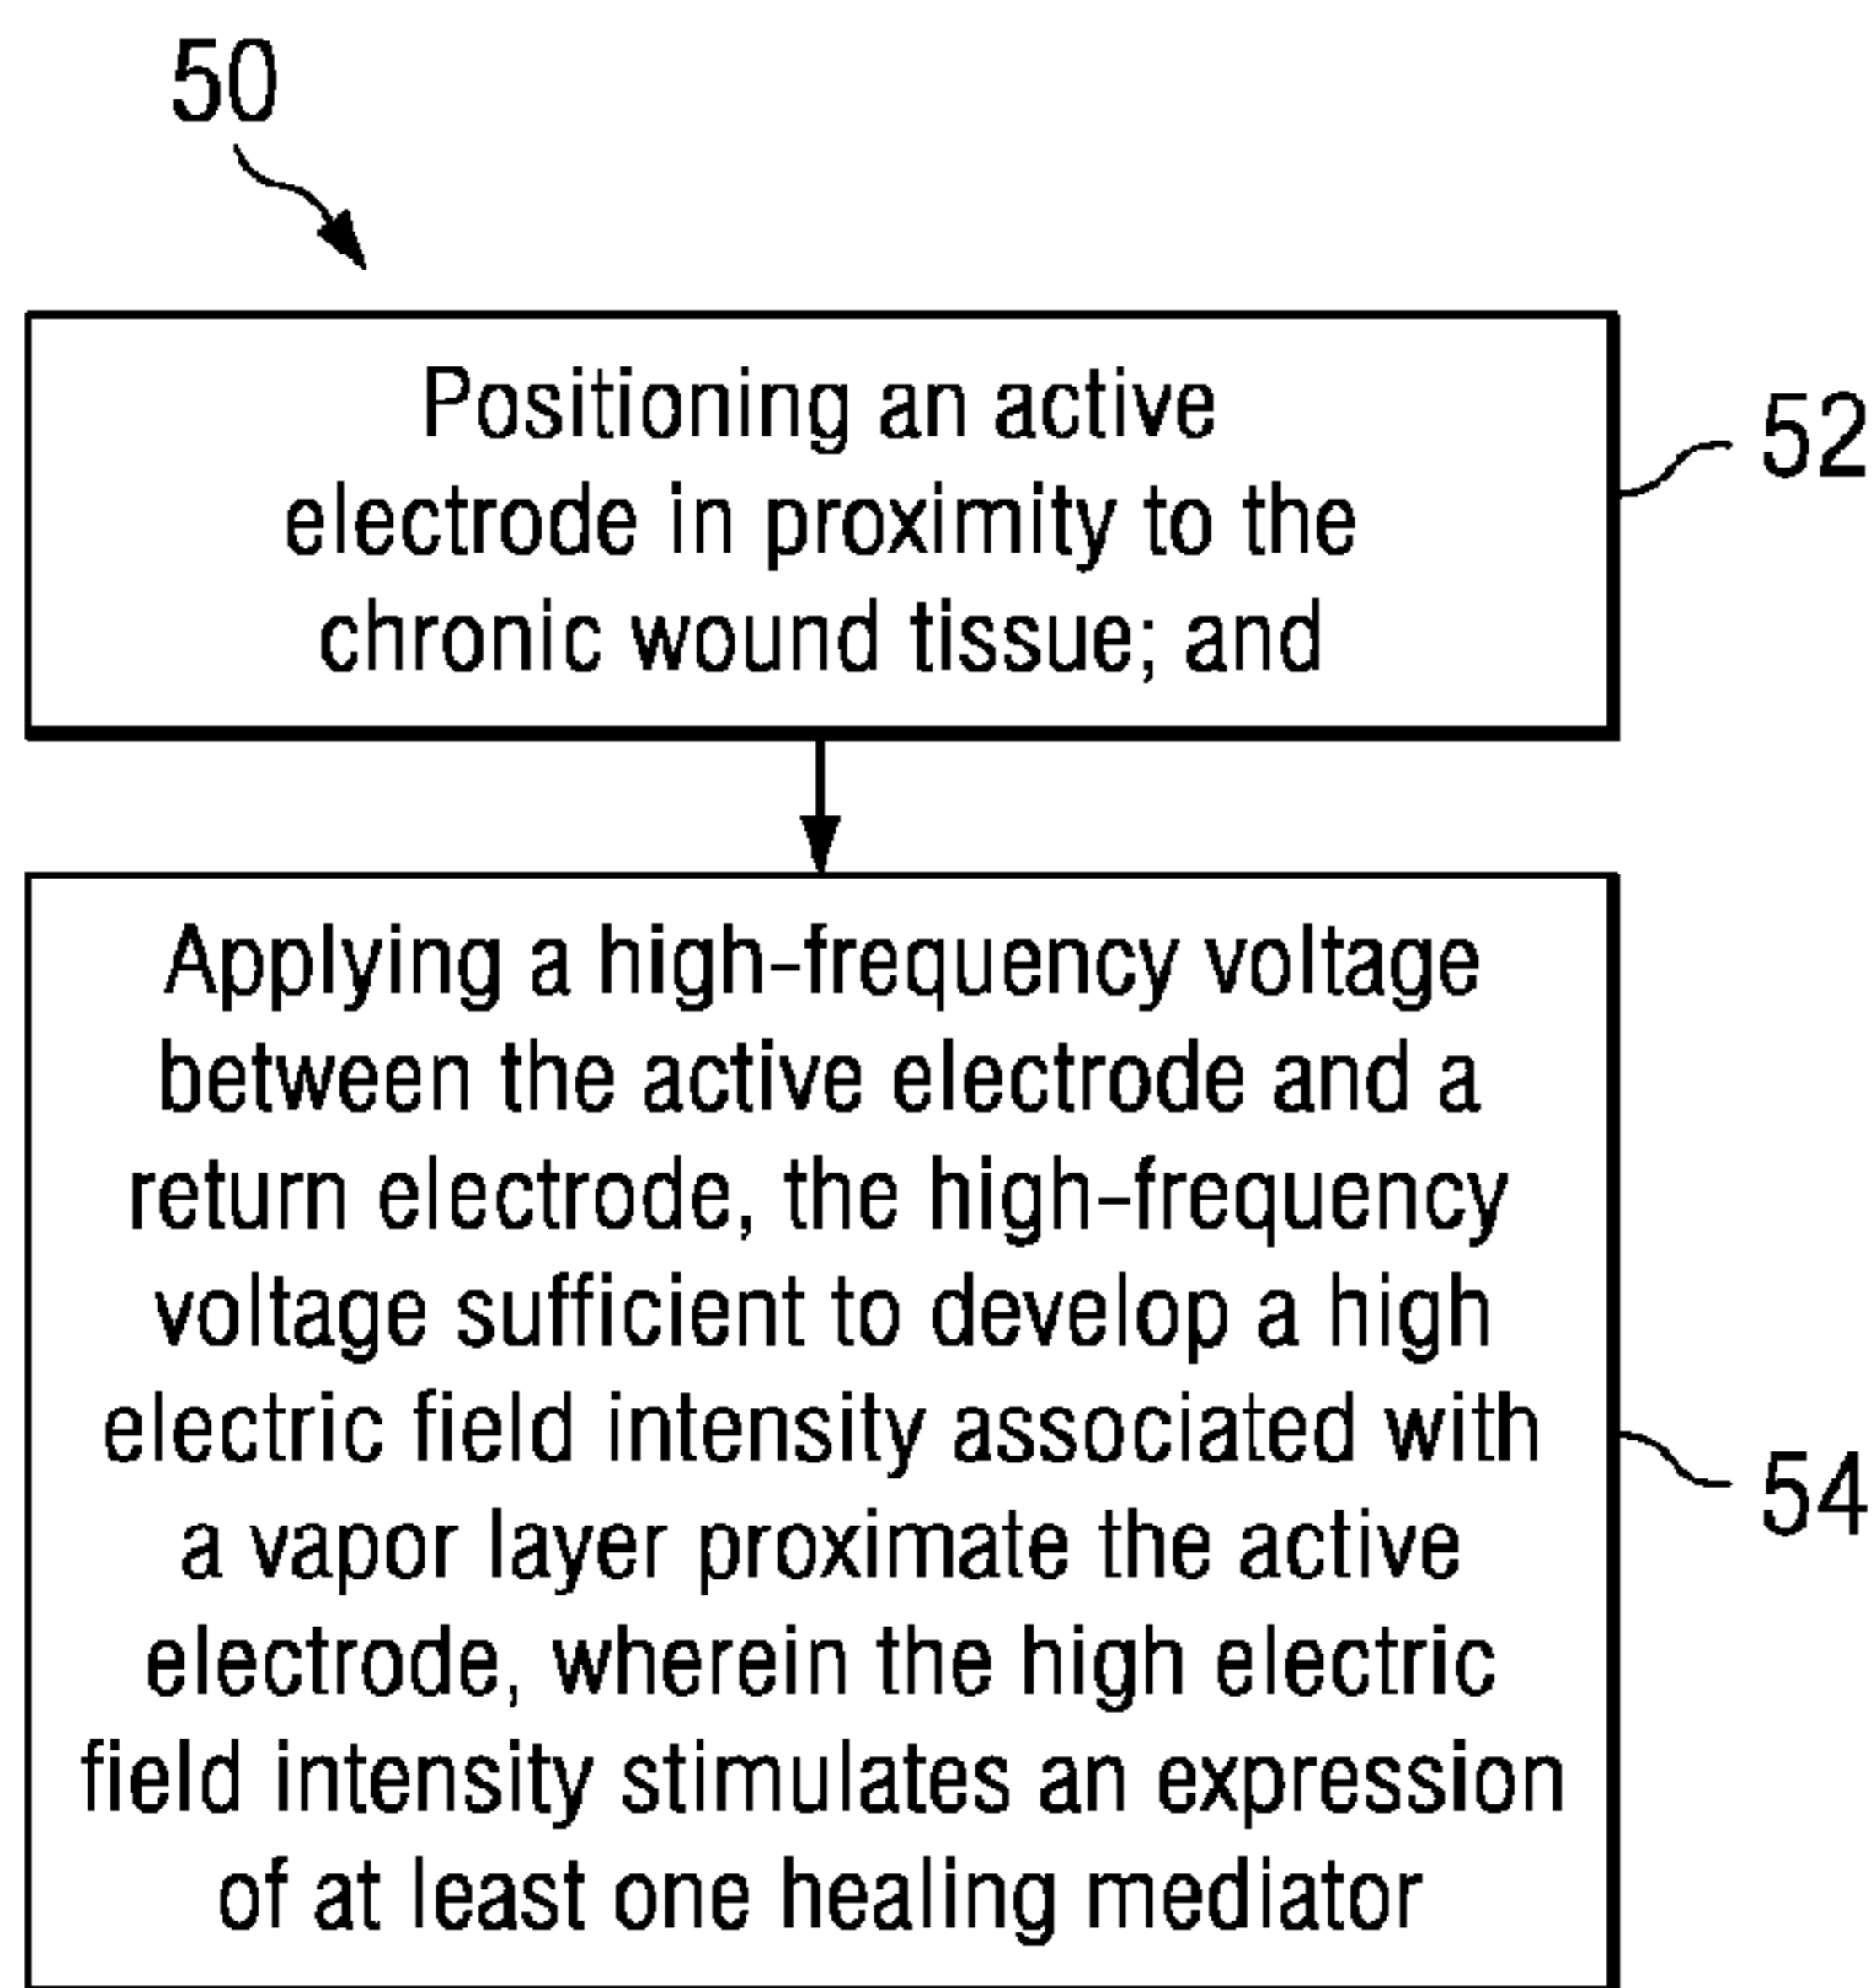 50
Positioning an active
electrode in proximity to the
chronic wound tissue; and
52
Applying a high-frequency voltage
between the active electrode and a
return electrode, the high-frequency
voltage sufficient to develop a high
electric field intensity associated with
a vapor layer proximate the active
electrode, wherein the high electric
field intensity stimulates an expression
of at least one healing mediator
54